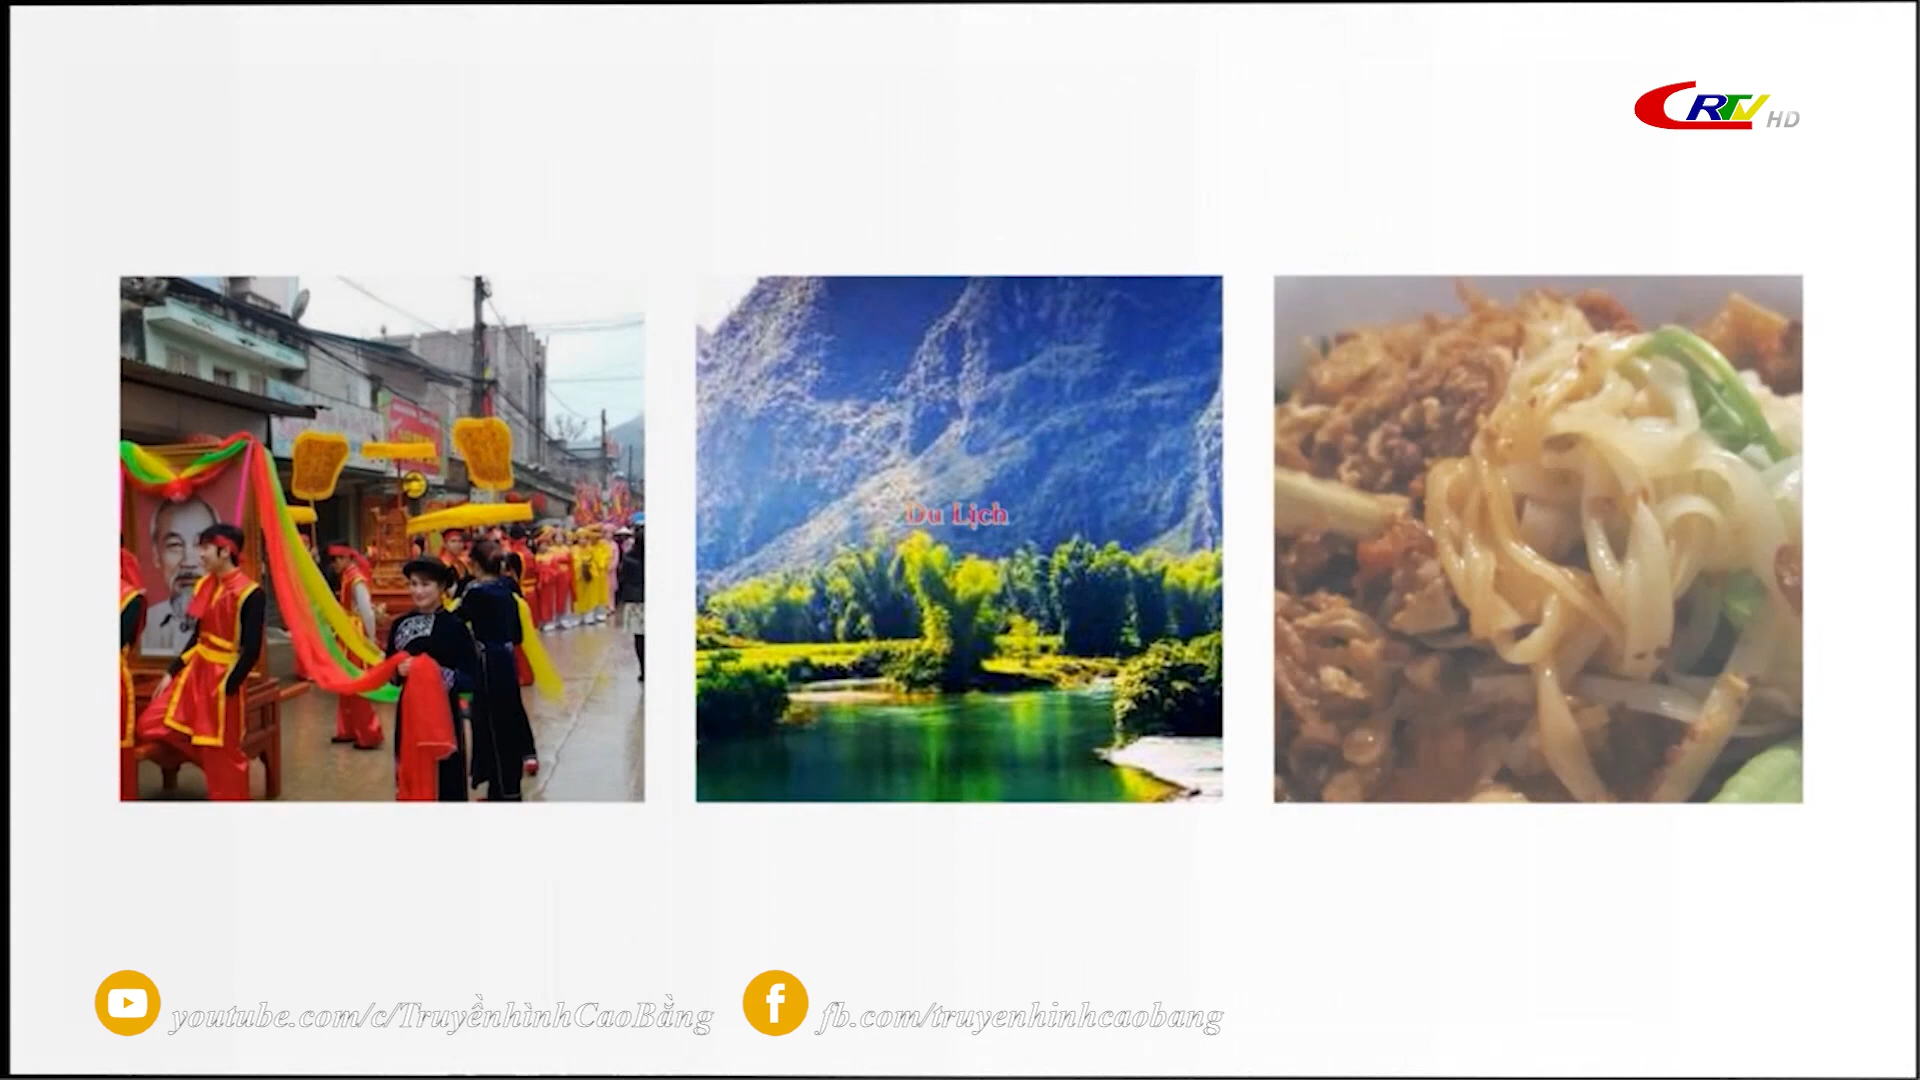 CRTV HD
Du Lịch
youtube.com/c/TruyềnhìnhCaoBằng
fb.com/truyenhinhcaobang